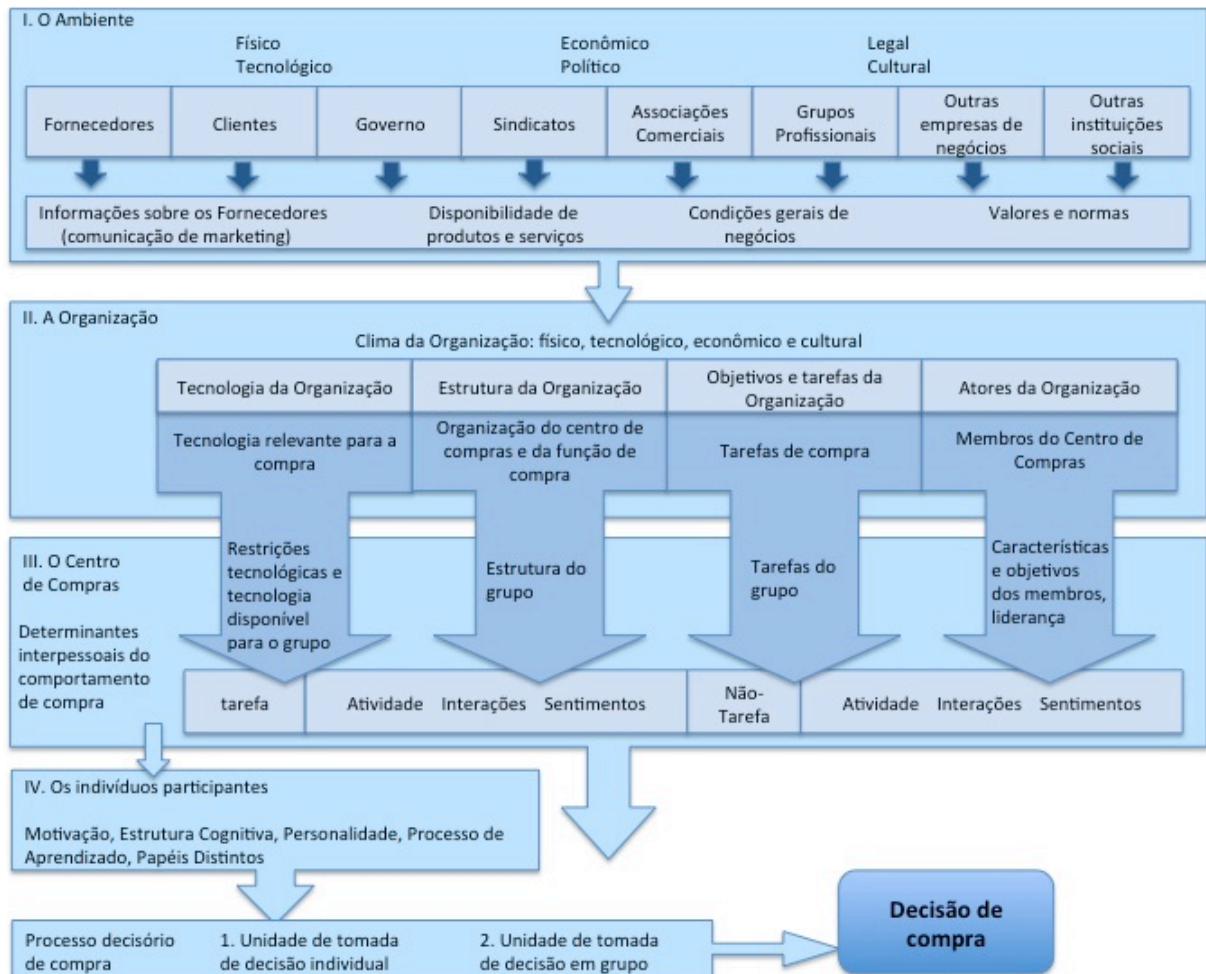 I. O Ambiente
Físico
Tecnológico
Econômico
Político
Legal
Cultural
Fornecedores
Clientes
Governo
Sindicatos
Associações
Comerciais
Grupos
Profissionais
Outras
empresas de
negócios
Outras
instituições
sociais
Informações sobre os Fornecedores
(comunicação de marketing)
Disponibilidade de
produtos e serviços
Condições gerais de
negócios
Valores e normas
II. A Organização
Clima da Organização: físico, tecnológico, econômico e cultural
Tecnologia da Organização
Estrutura da Organização
Objetivos e tarefas da
Organização
Atores da Organização
Tecnologia relevante para a
compra
Organização do centro de
compras e da função de
compra
Tarefas de compra
Membros do Centro de
Compras
III. O Centro
de Compras
Determinantes
interpessoais do
comportamento
de compra
Restrições
tecnológicas e
tecnologia
disponível
para o grupo
Estrutura do
grupo
Tarefas do
grupo
Características
e objetivos
dos membros,
liderança
tarefa
Atividade Interações Sentimentos
Não-
Tarefa
Atividade Interações Sentimentos
IV. Os indivíduos participantes
Motivação, Estrutura Cognitiva, Personalidade, Processo de
Aprendizado, Papéis Distintos
Processo decisório
de compra
1. Unidade de tomada
de decisão individual
2. Unidade de tomada
de decisão em grupo
Decisão de
compra